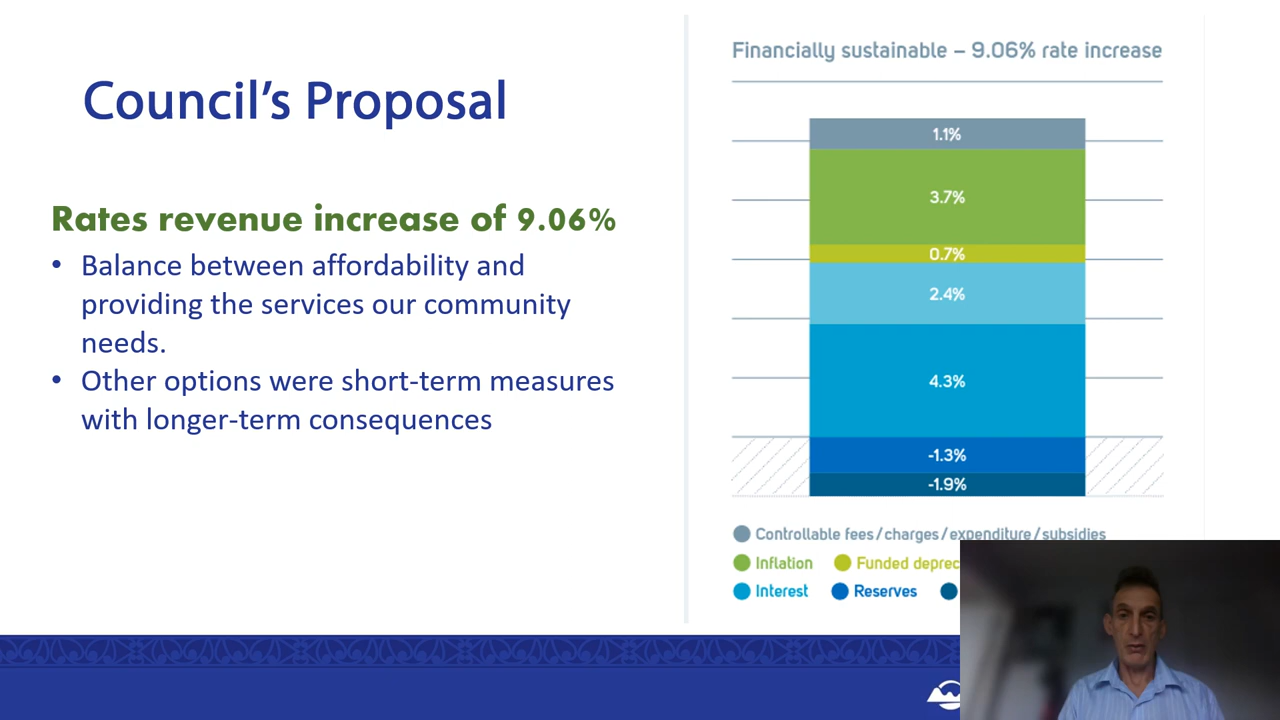 Council's Proposal
Rates revenue increase of 9.06%
• Balance between affordability and
providing the services our community
needs.
• Other options were short-term measures
with longer-term consequences
Financially sustainable – 9.06% rate increase
1.1%
3.7%
0.7%
2.4%
4.3%
-1.3%
-1.9%
Controllable fees/charges/expenditure/subsidies
Inflation Funded
Interest Reserves